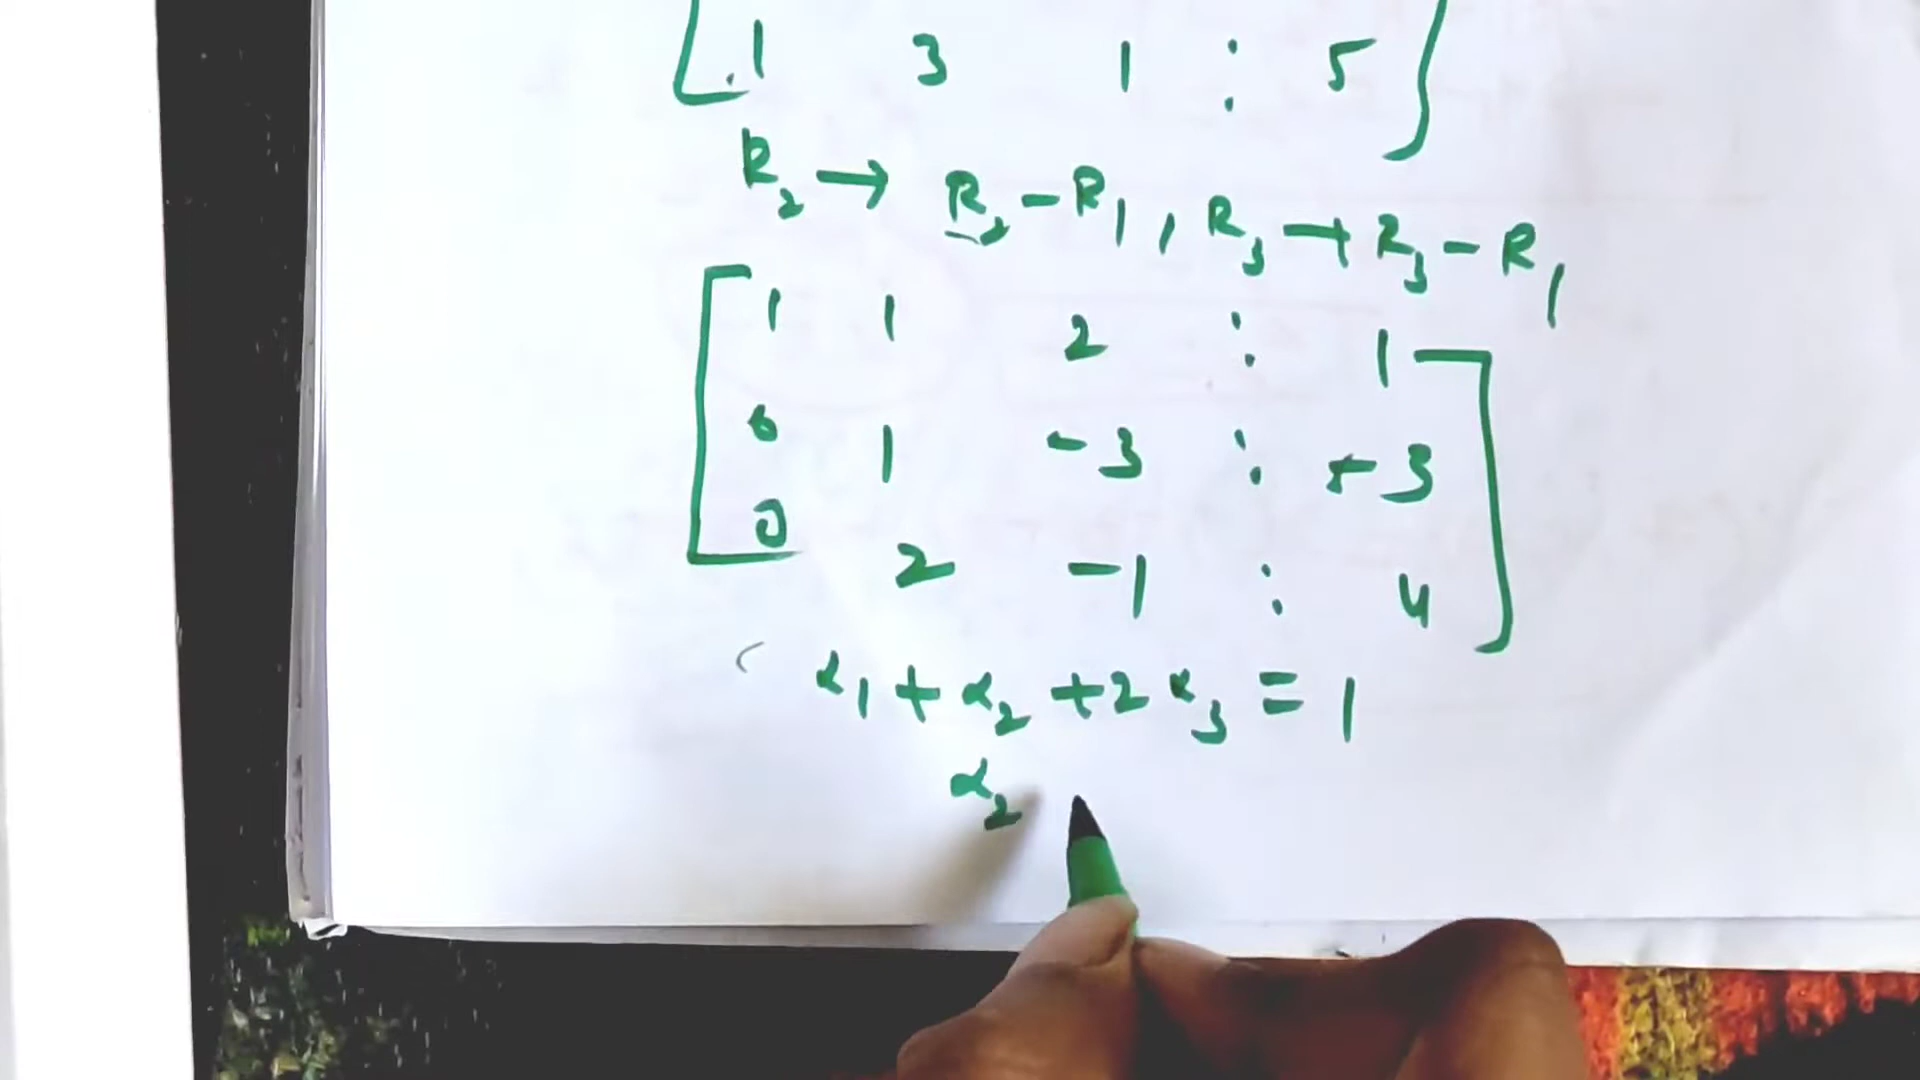 1 3 1 : 5
R₂ → R₂ - R₁, R₃ → R₃ - R₁
1 1 2 : 1
0 1 -3 : -3
0 2 -1 : 4
α₁ + α₂ + 2α₃ = 1
α₂